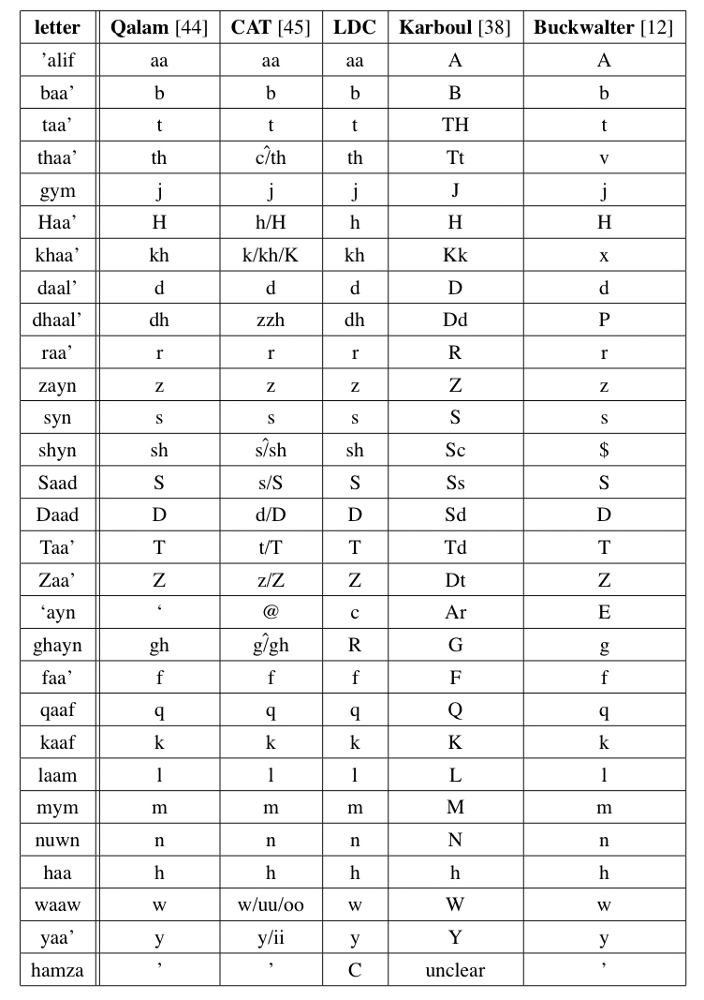 letter Qalam [44] CAT [45] LDC Karboul [38] Buckwalter [12]
’alif aa aa aa A A
baa’ b b b B b
taa’ t t t TH t
thaa’ th ĉ/th th Tt v
gym j j j J j
Haa’ H h/H h H H
khaa’ kh k/kh/K kh Kk x
daal’ d d d D d
dhaal’ dh zzh dh Dd P
raa’ r r r R r
zayn z z z Z z
syn s s s S s
shyn sh ŝ/sh sh Sc $
Saad S s/S S Ss S
Daad D d/D D Sd D
Taa’ T t/T T Td T
Zaa’ Z z/Z Z Dt Z
‘ayn ‘ @ c Ar E
ghayn gh ĝ/gh R G g
faa’ f f f F f
qaaf q q q Q q
kaaf k k k K k
laam l l l L l
mym m m m M m
nuwn n n n N n
haa h h h h h
waaw w w/uu/oo w W w
yaa’ y y/ii y Y y
hamza ’ ’ C unclear ’